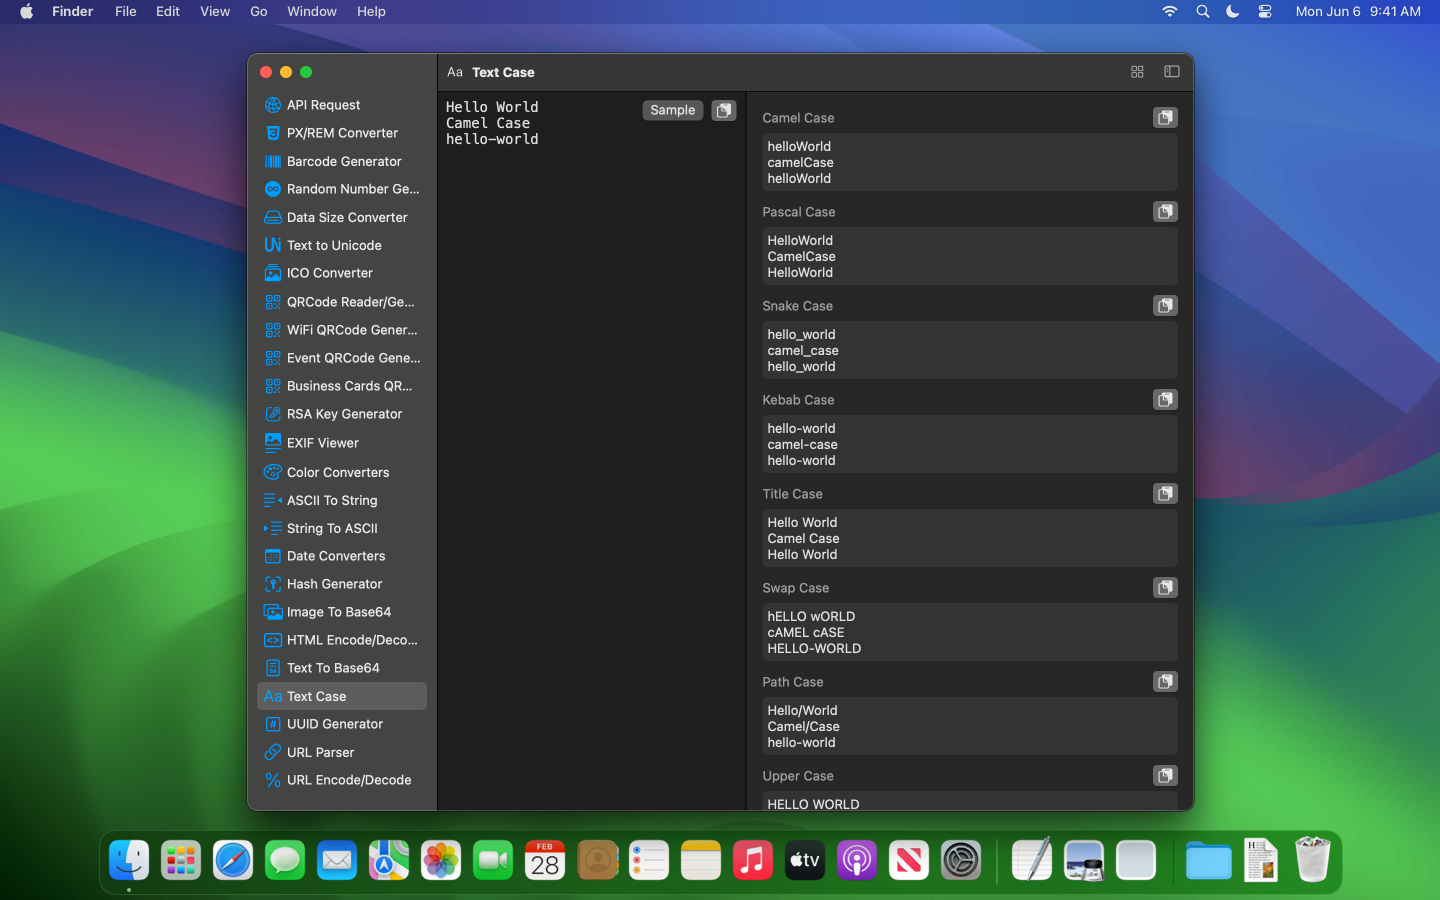 Finder File Edit View Go Window Help Mon Jun 6 9:41 AM
API Request
PX/REM Converter
Barcode Generator
Random Number Ge...
Data Size Converter
Text to Unicode
ICO Converter
QRCode Reader/Ge...
WiFi QRCode Gener...
Event QRCode Gene...
Business Cards QR...
RSA Key Generator
EXIF Viewer
Color Converters
ASCII To String
String To ASCII
Date Converters
Hash Generator
Image To Base64
HTML Encode/Deco...
Text To Base64
Aa Text Case
UUID Generator
URL Parser
URL Encode/Decode
Aa Text Case
Hello World
Camel Case
hello-world
Sample
Camel Case
helloWorld
camelCase
helloWorld
Pascal Case
HelloWorld
CamelCase
HelloWorld
Snake Case
hello_world
camel_case
hello_world
Kebab Case
hello-world
camel-case
hello-world
Title Case
Hello World
Camel Case
Hello World
Swap Case
hELLO wORLD
cAMEL cASE
HELLO-WORLD
Path Case
Hello/World
Camel/Case
hello-world
Upper Case
HELLO WORLD
FEB
28
tv